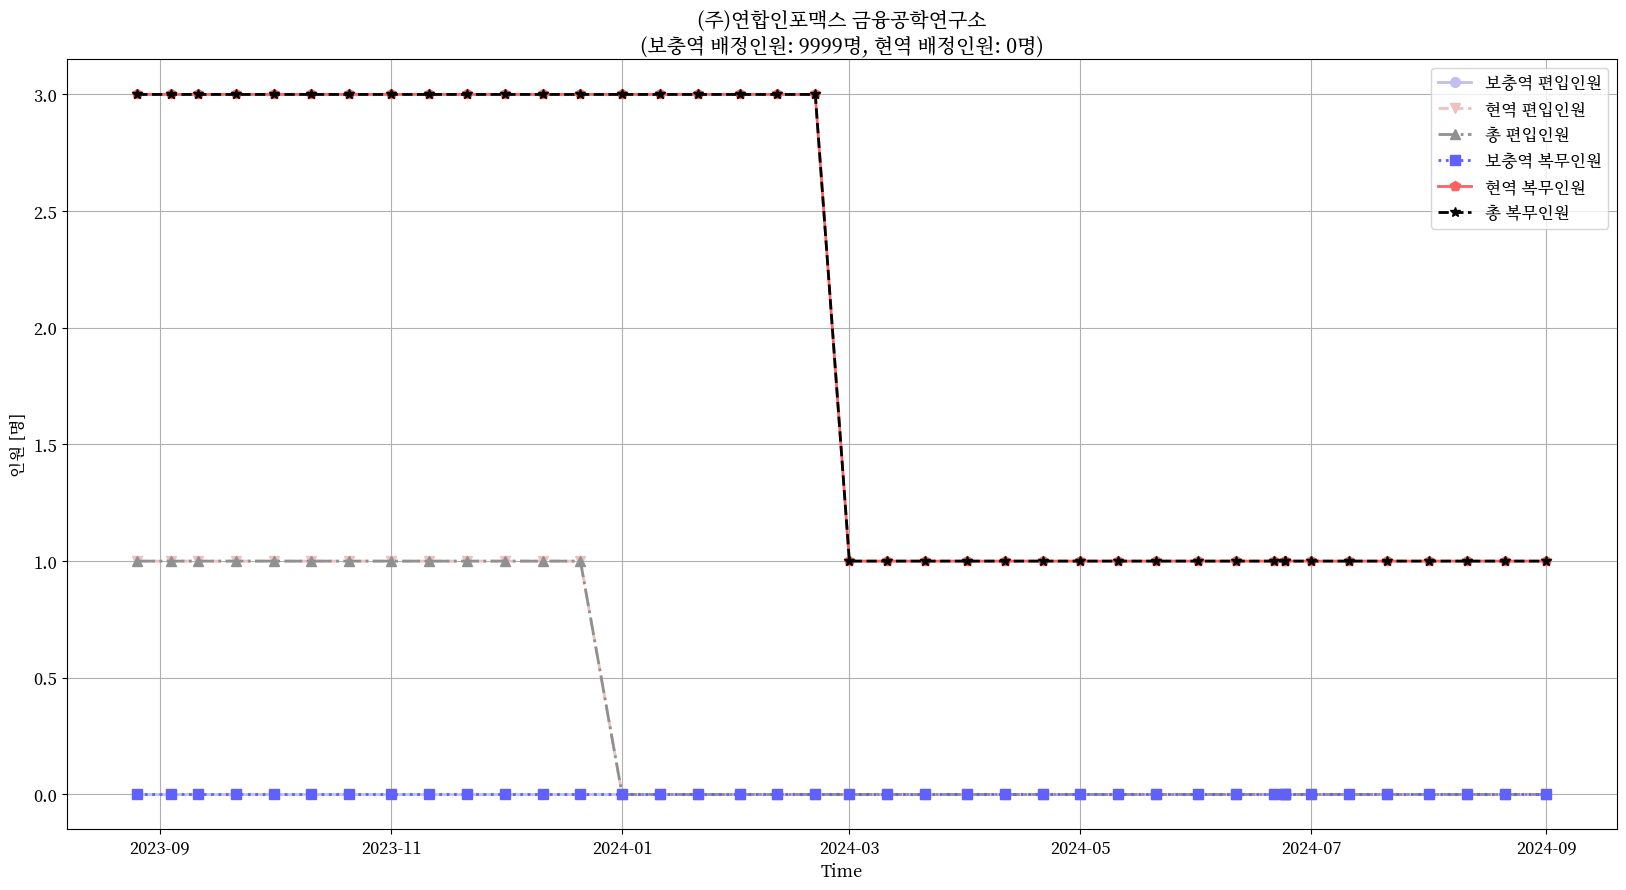 (주)연합인포맥스 금융공학연구소
(보충역 배정인원: 9999명, 현역 배정인원: 0명)
보충역 편입인원
현역 편입인원
총 편입인원
보충역 복무인원
현역 복무인원
총 복무인원
인원 [명]
3.0
2.5
2.0
1.5
1.0
0.5
0.0
2023-09
2023-11
2024-01
2024-03
2024-05
2024-07
2024-09
Time